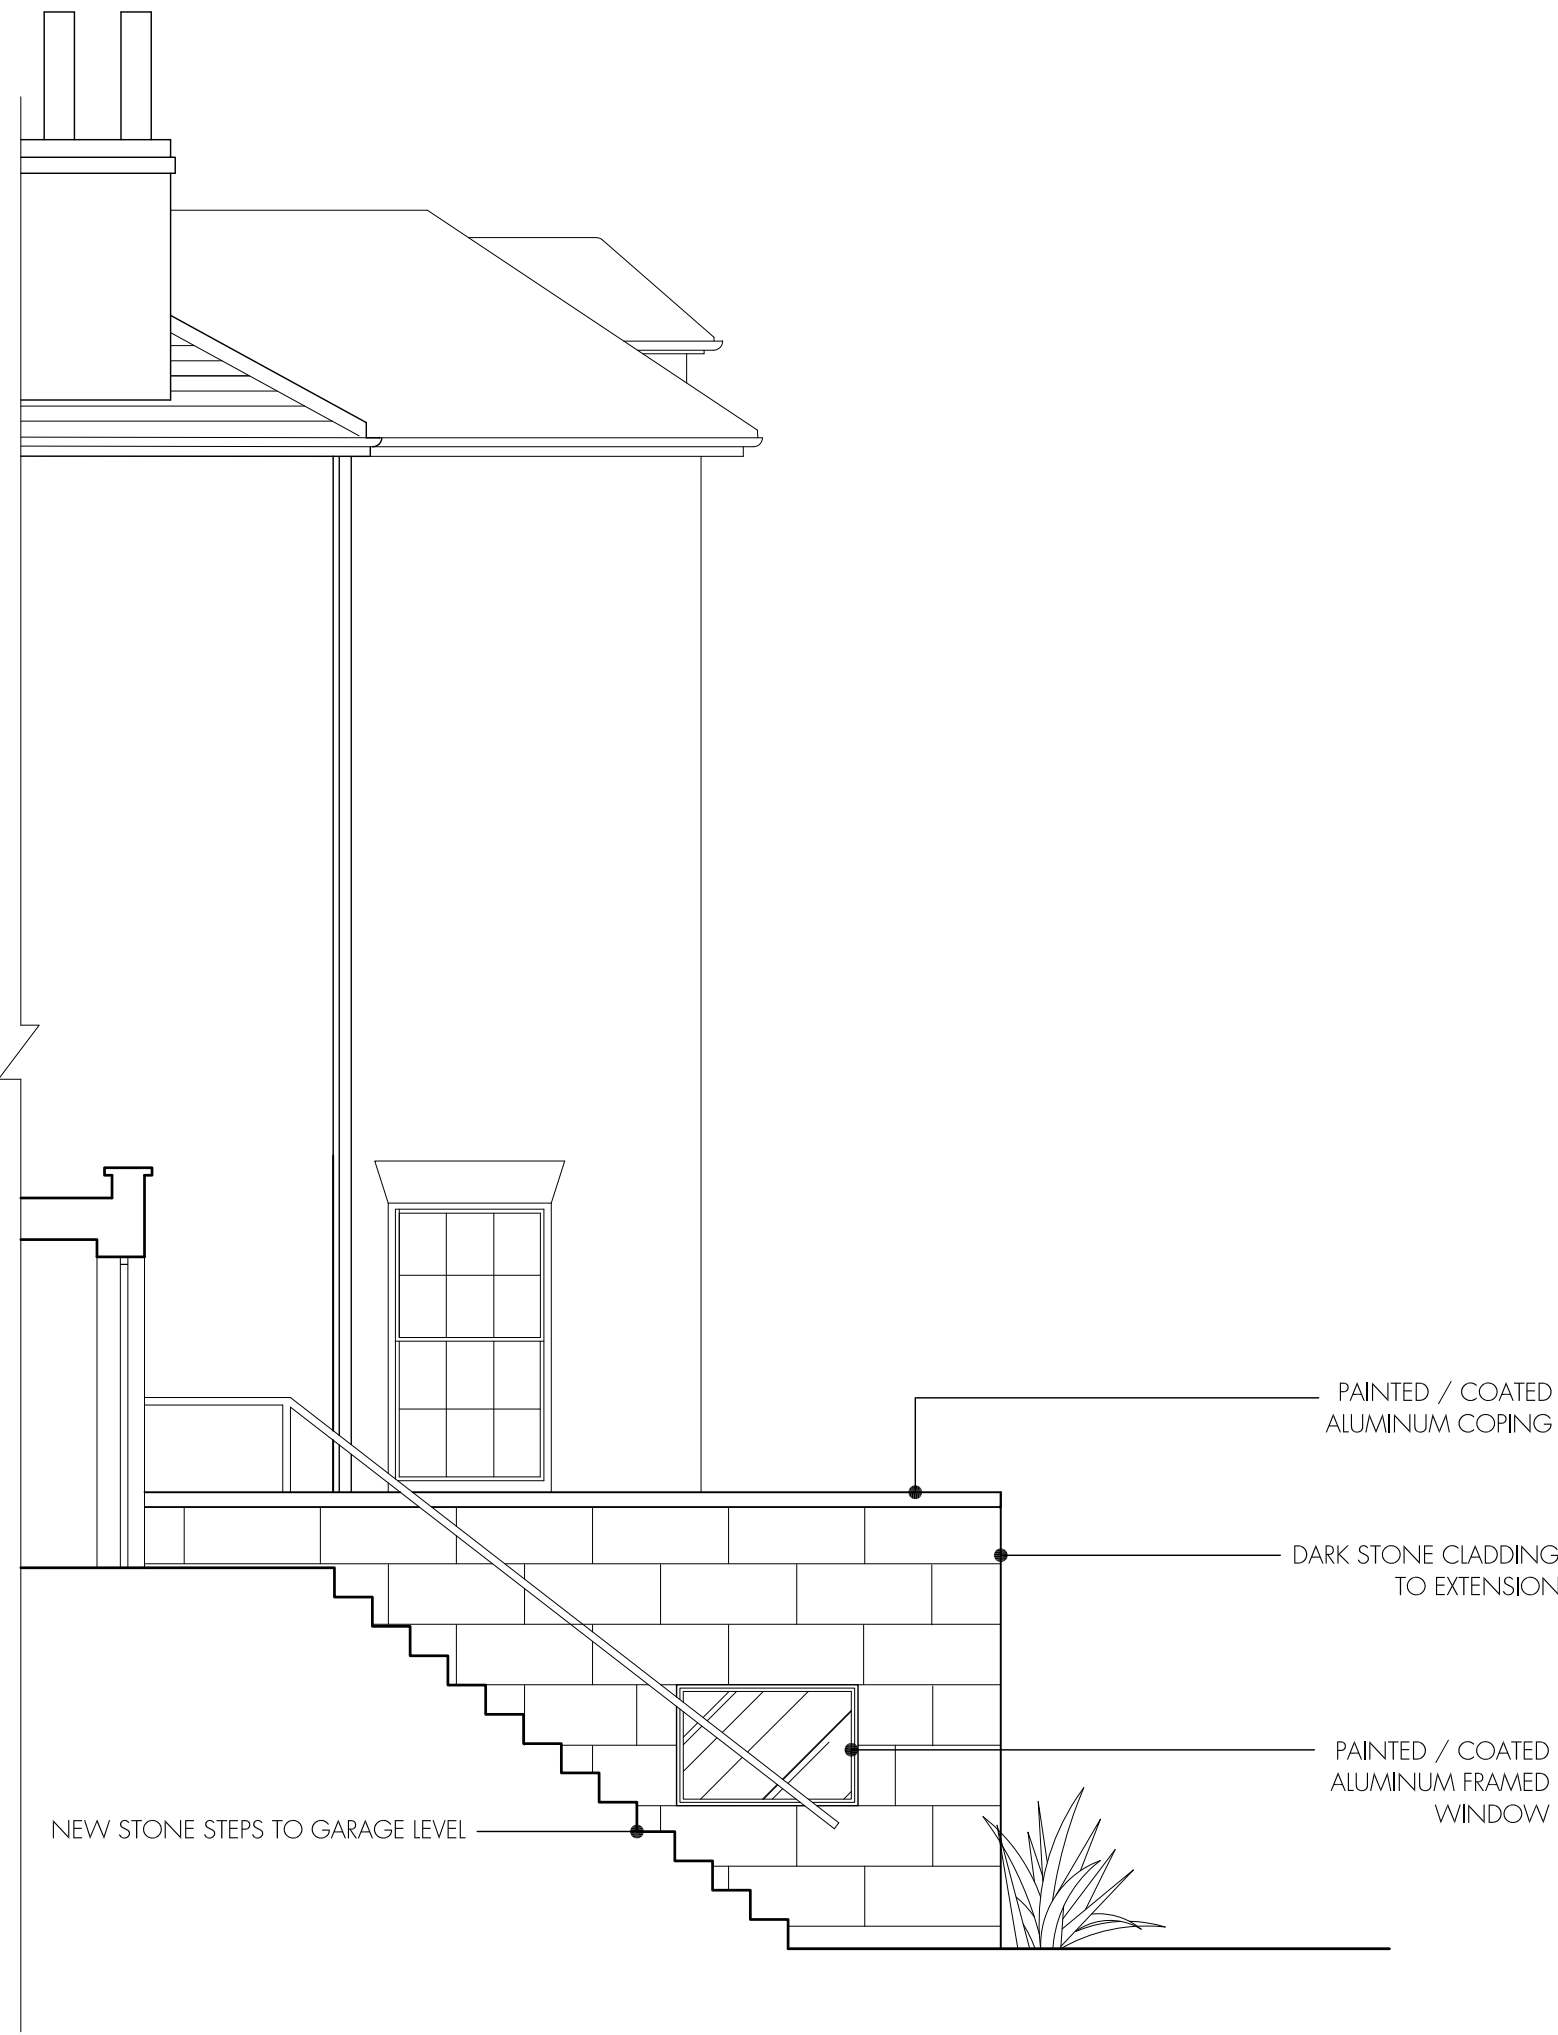 PAINTED / COATED
ALUMINUM COPING
DARK STONE CLADDING
TO EXTENSION
PAINTED / COATED
ALUMINUM FRAMED
WINDOW
NEW STONE STEPS TO GARAGE LEVEL